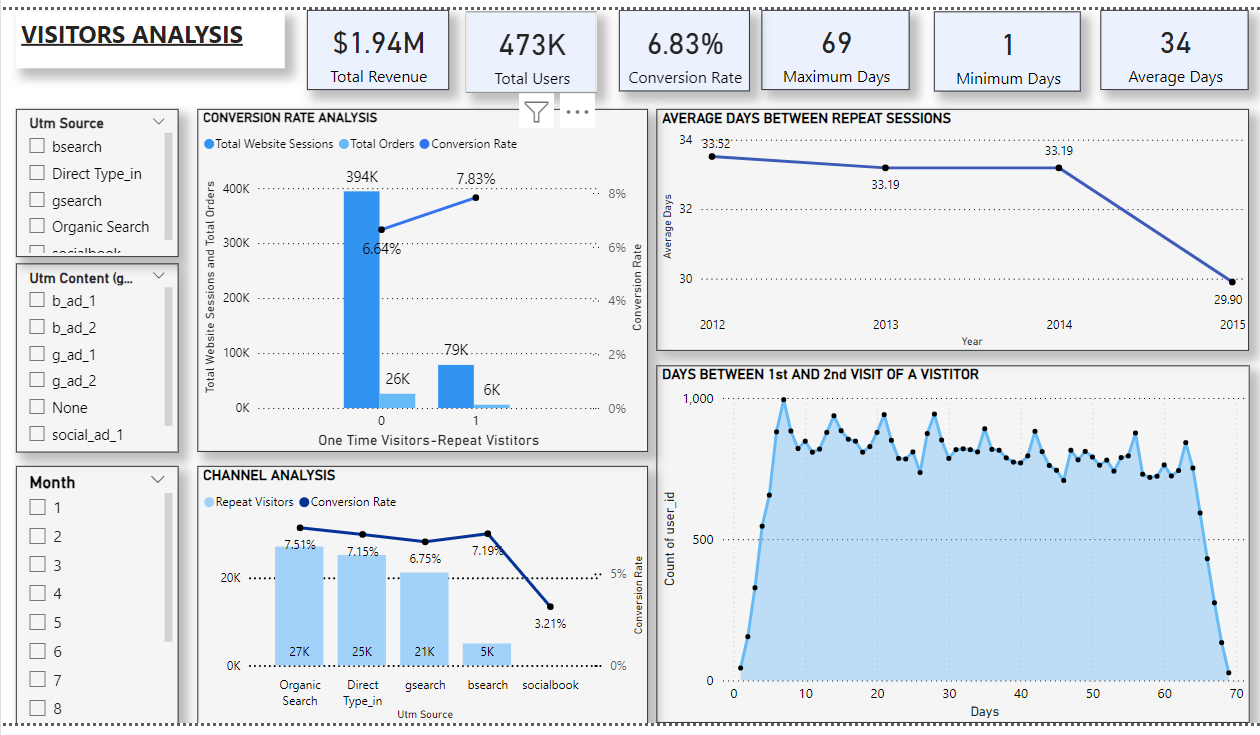 VISITORS ANALYSIS
$1.94M
Total Revenue
473K
Total Users
6.83%
Conversion Rate
69
Maximum Days
1
Minimum Days
34
Average Days
Utm Source
bsearch
Direct Type_in
gsearch
Organic Search
socialbook
Utm Content (g...
b_ad_1
b_ad_2
g_ad_1
g_ad_2
None
social_ad_1
Month
1
2
3
4
5
6
7
8
CONVERSION RATE ANALYSIS
Total Website Sessions
Total Orders
Conversion Rate
Total Website Sessions and Total Orders
400K
300K
200K
100K
0K
394K
26K
79K
6K
6.64%
7.83%
8%
6%
4%
2%
0%
Conversion Rate
0
1
One Time Visitors-Repeat Vistitors
CHANNEL ANALYSIS
Repeat Visitors
Conversion Rate
20K
0K
7.51%
7.15%
6.75%
7.19%
3.21%
27K
25K
21K
5K
5%
0%
Conversion Rate
Organic
Search
Direct
Type_in
gsearch
bsearch
socialbook
Utm Source
AVERAGE DAYS BETWEEN REPEAT SESSIONS
Average Days
34
32
30
33.52
33.19
33.19
29.90
2012
2013
2014
2015
Year
DAYS BETWEEN 1st AND 2nd VISIT OF A VISTITOR
Count of user_id
1,000
500
0
0
10
20
30
40
50
60
70
Days